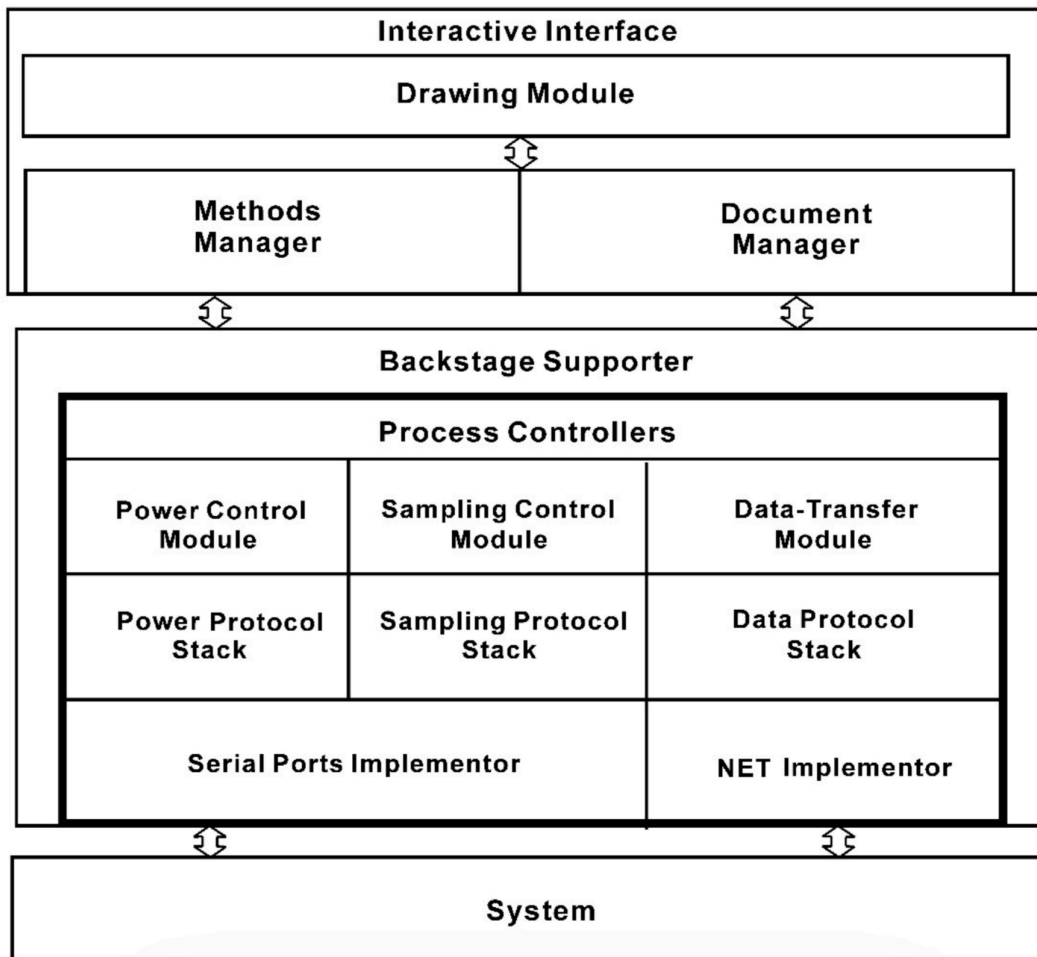 Interactive Interface
Drawing Module
Methods
Manager
Document
Manager
Backstage Supporter
Process Controllers
Power Control
Module
Sampling Control
Module
Data-Transfer
Module
Power Protocol
Stack
Sampling Protocol
Stack
Data Protocol
Stack
Serial Ports Implementor
NET Implementor
System